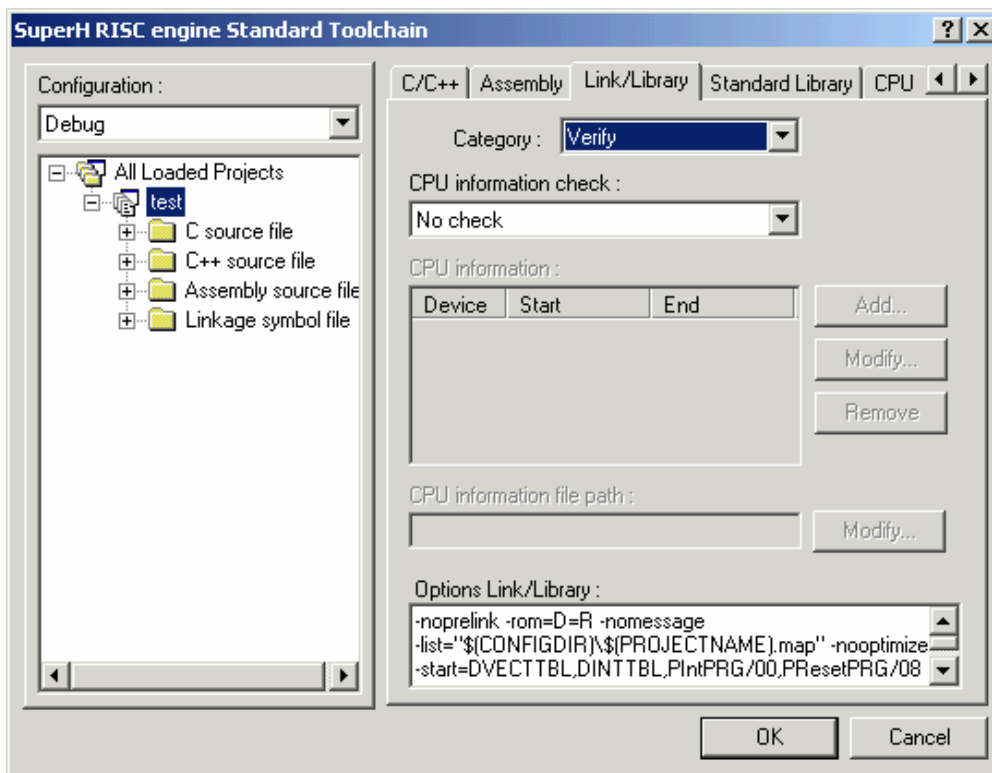 SuperH RISC engine Standard Toolchain
Configuration :
Debug
All Loaded Projects
test
C source file
C++ source file
Assembly source file
Linkage symbol file
C/C++ Assembly Link/Library Standard Library CPU
Category : Verify
CPU information check :
No check
CPU information :
Device Start End
Add...
Modify...
Remove
CPU information file path :
Modify...
Options Link/Library :
-noprelink -rom=D=R -nomessage
-list="$(CONFIGDIR)\$(PROJECTNAME).map" -nooptimize
-start=DVECTTBL,DINTTBL,PIntPRG/00,PResetPRG/08
OK Cancel